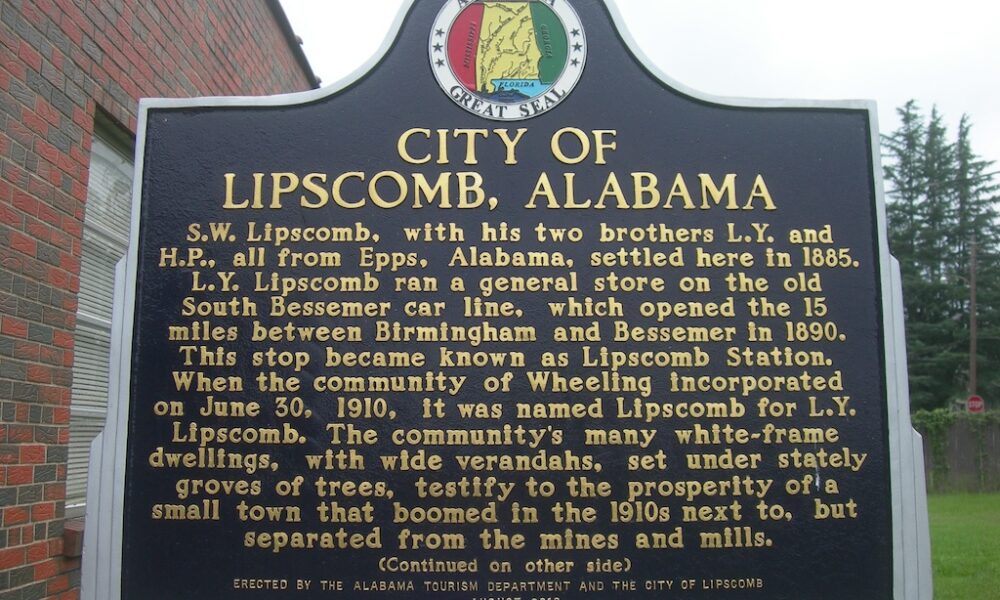 GREAT SEAL
GEORGIA
FLORIDA
CITY OF
LIPSCOMB, ALABAMA
S.W. Lipscomb, with his two brothers L.Y. and
H.P., all from Epps, Alabama, settled here in 1885.
L.Y. Lipscomb ran a general store on the old
South Bessemer car line, which opened the 15
miles between Birmingham and Bessemer in 1890.
This stop became known as Lipscomb Station.
When the community of Wheeling incorporated
on June 30, 1910, it was named Lipscomb for L.Y.
Lipscomb. The community's many white-frame
dwellings, with wide verandahs, set under stately
groves of trees, testify to the prosperity of a
small town that boomed in the 1910s next to, but
separated from the mines and mills.
(Continued on other side)
ERECTED BY THE ALABAMA TOURISM DEPARTMENT AND THE CITY OF LIPSCOMB
STOP